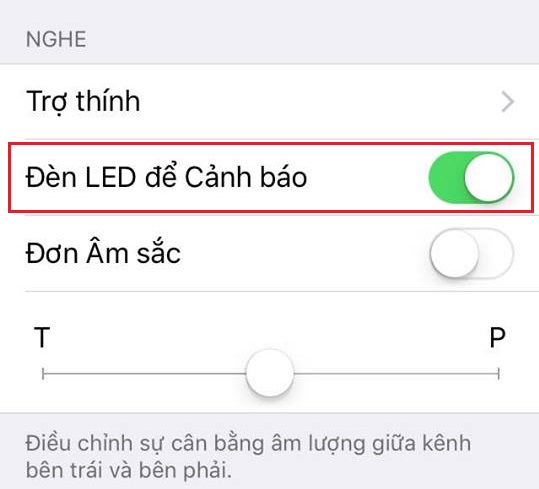 NGHE
Trợ thính
Đèn LED để Cảnh báo
Đơn Âm sắc
T P
Điều chỉnh sự cân bằng âm lượng giữa kênh
bên trái và bên phải.